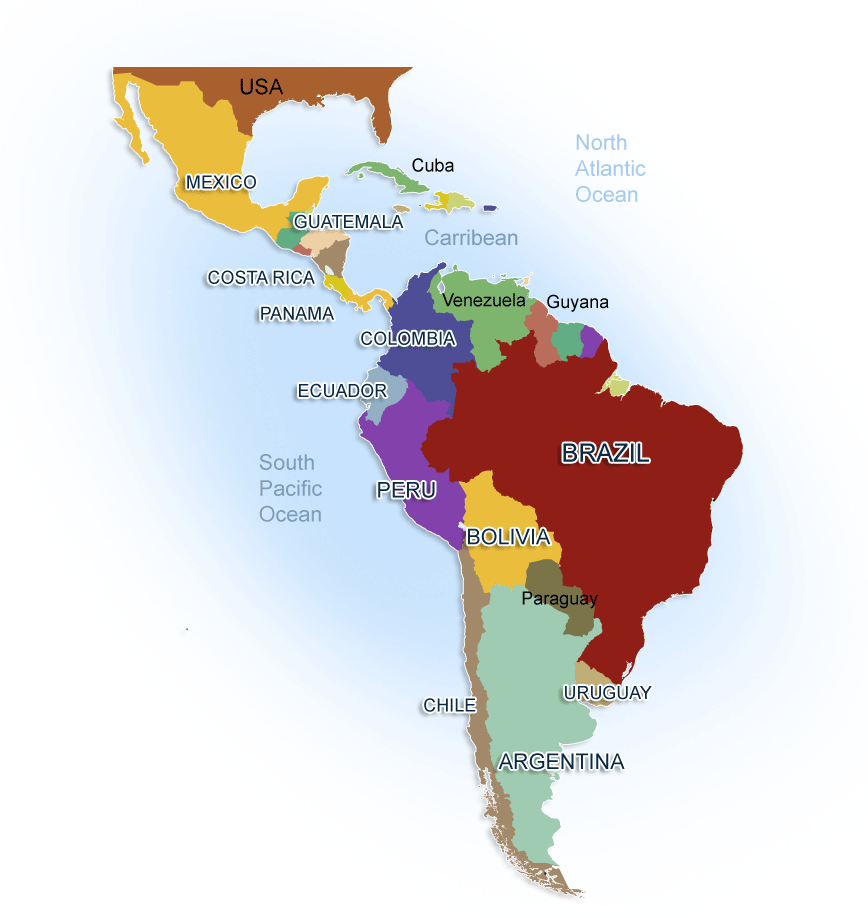 USA
North
Atlantic
Ocean
Cuba
MEXICO
GUATEMALA
Carribean
COSTA RICA
Venezuela
Guyana
PANAMA
COLOMBIA
ECUADOR
BRAZIL
South
Pacific
Ocean
PERU
BOLIVIA
Paraguay
URUGUAY
CHILE
ARGENTINA